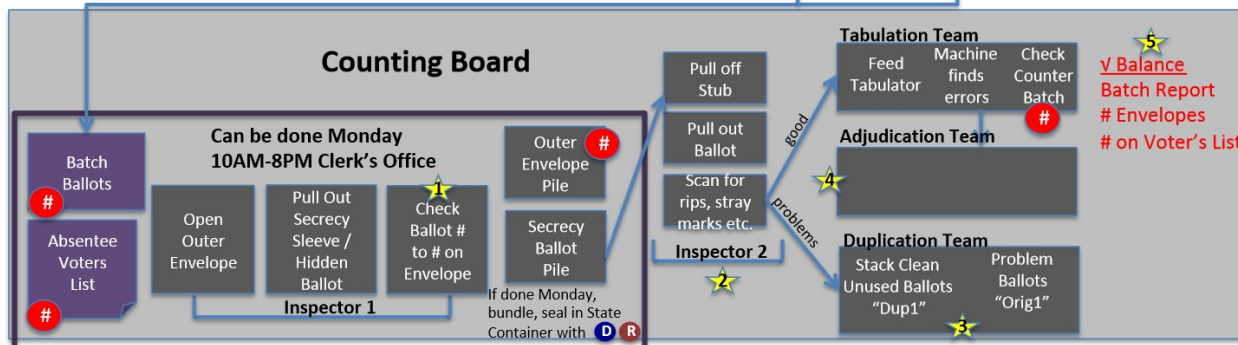 Counting Board
Can be done Monday
10AM-8PM Clerk's Office
Batch
Ballots
#
Absentee
Voters
List
#
Open
Outer
Envelope
Pull Out
Secrecy
Sleeve /
Hidden
Ballot
1
Check
Ballot #
to # on
Envelope
Inspector 1
Outer
Envelope
Pile
#
Secrecy
Ballot
Pile
If done Monday,
bundle, seal in State
Container with D R
Pull off
Stub
Pull out
Ballot
Scan for
rips, stray
marks etc.
Inspector 2
2
good
problems
Tabulation Team
Feed
Tabulator
Machine
finds
errors
Check
Counter
Batch
#
Adjudication Team
4
Duplication Team
Stack Clean
Unused Ballots
"Dup1"
Problem
Ballots
"Orig1"
3
5
√ Balance
Batch Report
# Envelopes
# on Voter's List